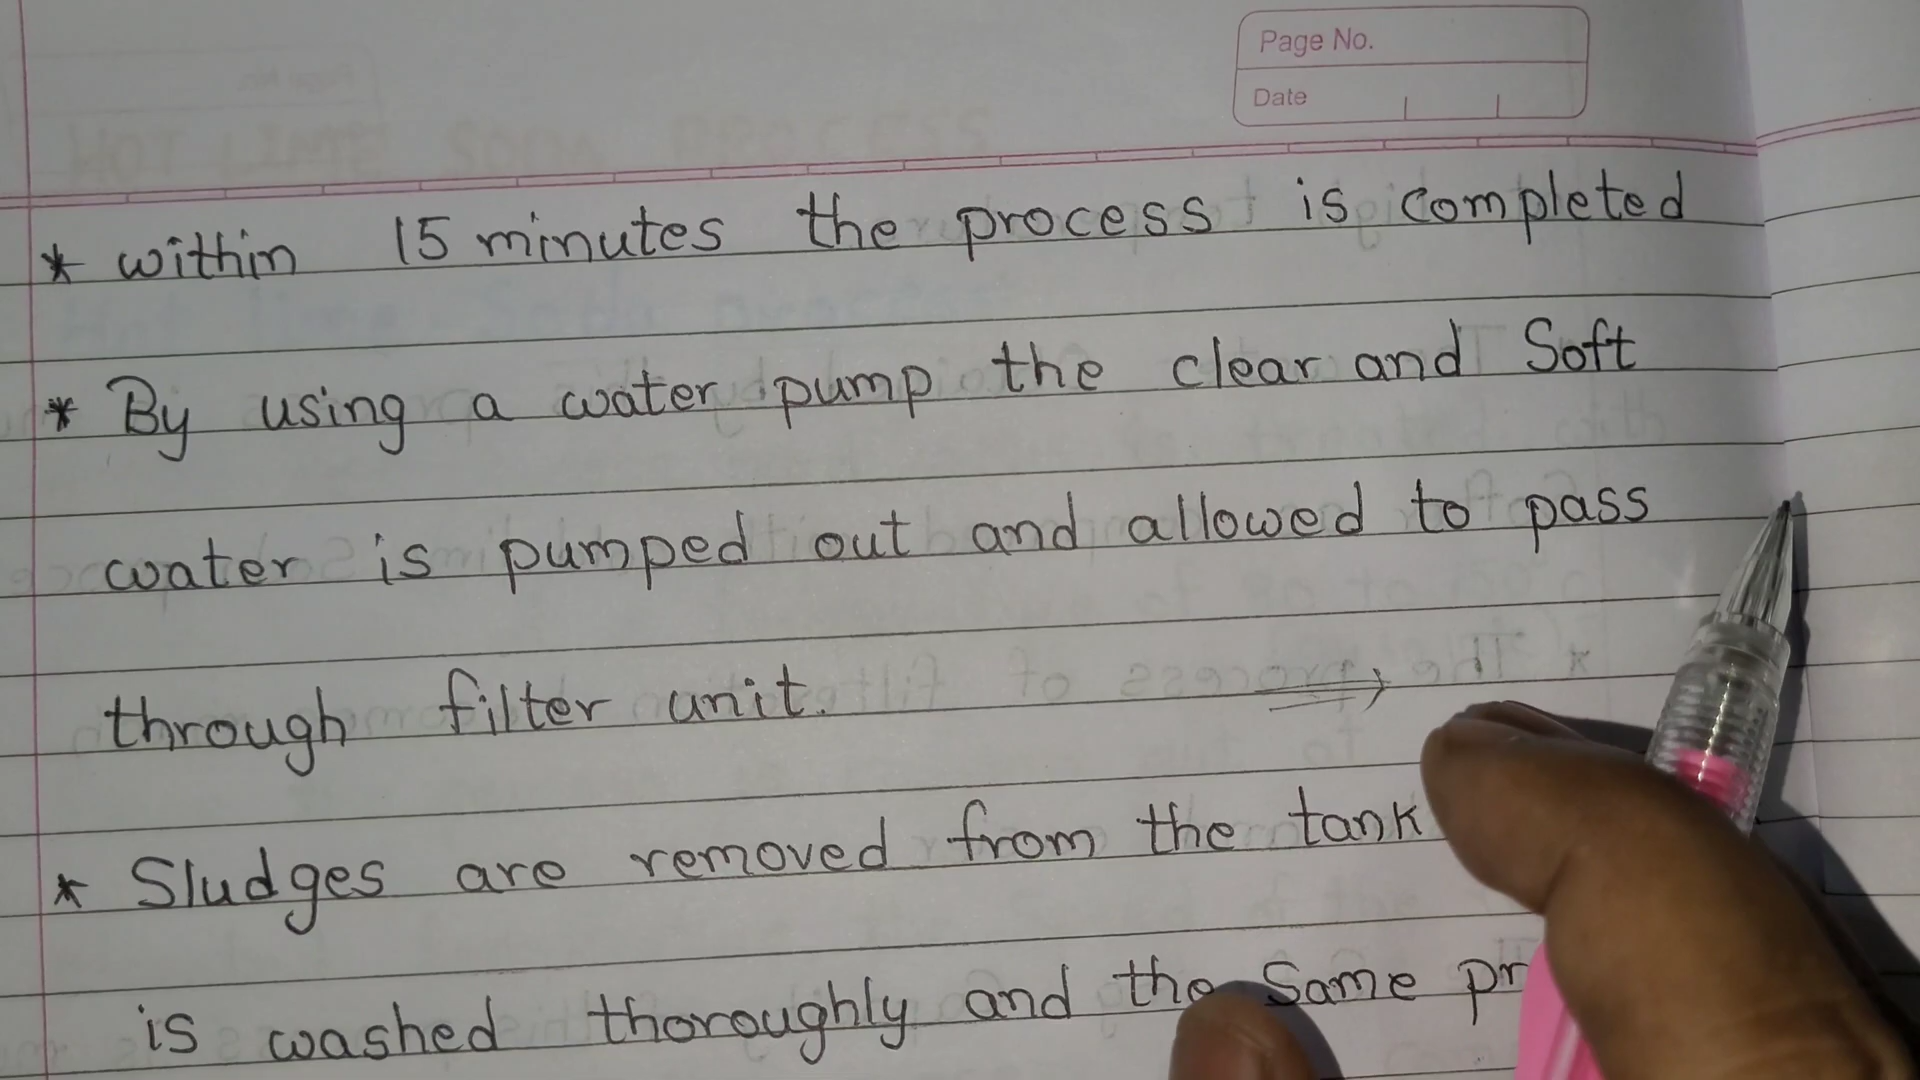 Page No.
Date
* within 15 minutes the process is completed
* By using a water pump the clear and Soft
water is pumped out and allowed to pass
through filter unit.
* Sludges are removed from the tank
is washed thoroughly and the Same